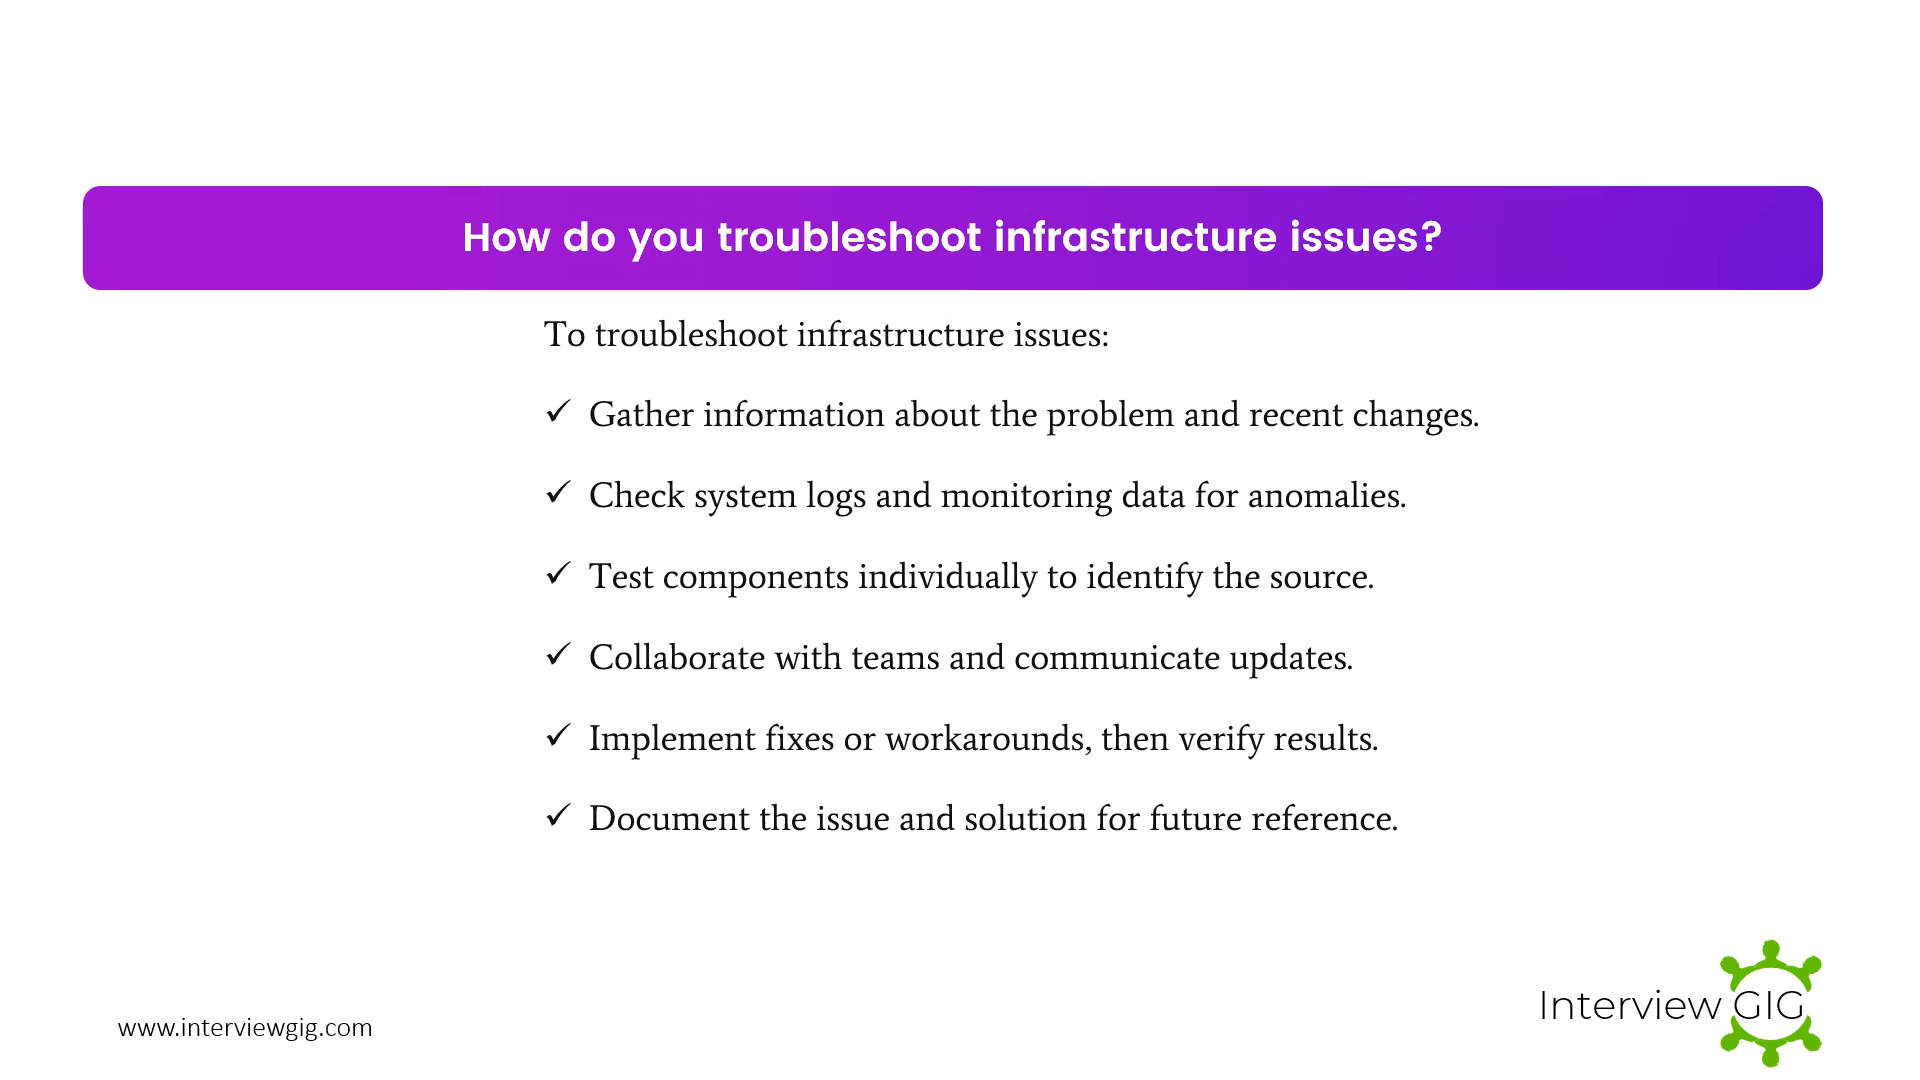 How do you troubleshoot infrastructure issues?
To troubleshoot infrastructure issues:
✓ Gather information about the problem and recent changes.
✓ Check system logs and monitoring data for anomalies.
✓ Test components individually to identify the source.
✓ Collaborate with teams and communicate updates.
✓ Implement fixes or workarounds, then verify results.
✓ Document the issue and solution for future reference.
Interview GIG
www.interviewgig.com